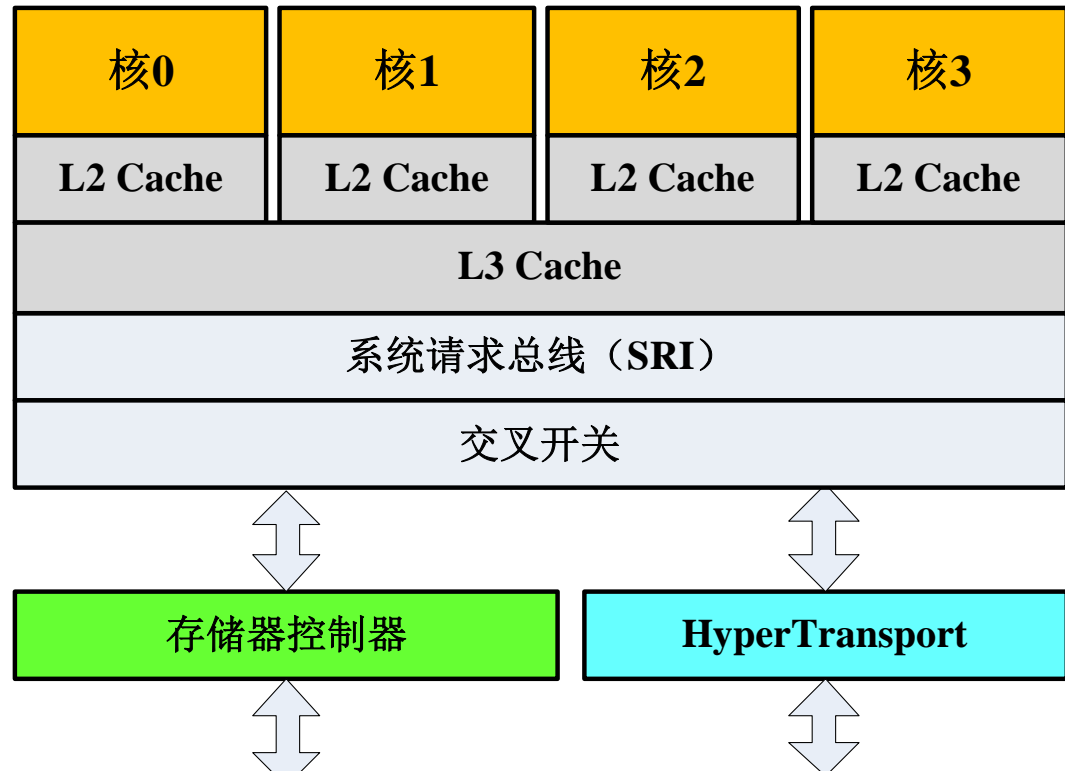 核0
核1
核2
核3
L2 Cache
L2 Cache
L2 Cache
L2 Cache
L3 Cache
系统请求总线（SRI）
交叉开关
存储器控制器
HyperTransport